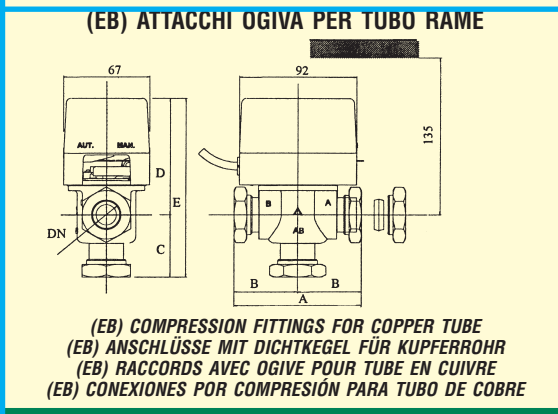 (EB) ATTACCHI OGIVA PER TUBO RAME
67
92
135
AUT. MAN.
D
E
B
A
AB
DN
C
B
B
A
(EB) COMPRESSION FITTINGS FOR COPPER TUBE
(EB) ANSCHLÜSSE MIT DICHTKEGEL FÜR KUPFERROHR
(EB) RACCORDS AVEC OGIVE POUR TUBE EN CUIVRE
(EB) CONEXIONES POR COMPRESIÓN PARA TUBO DE COBRE